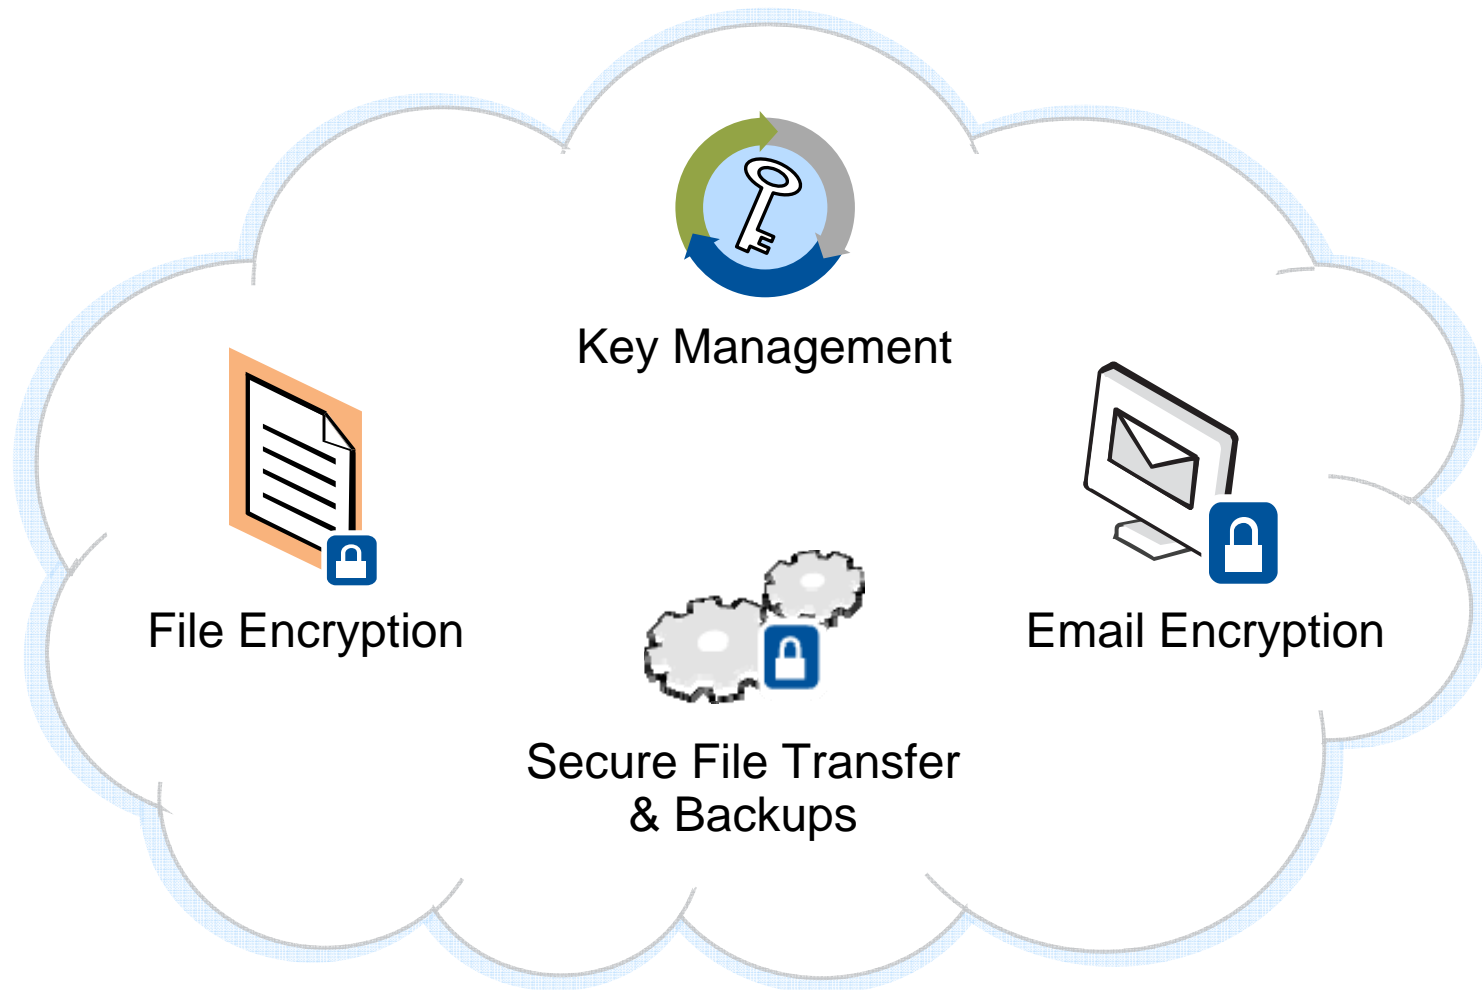 Key Management
File Encryption
Email Encryption
Secure File Transfer
& Backups